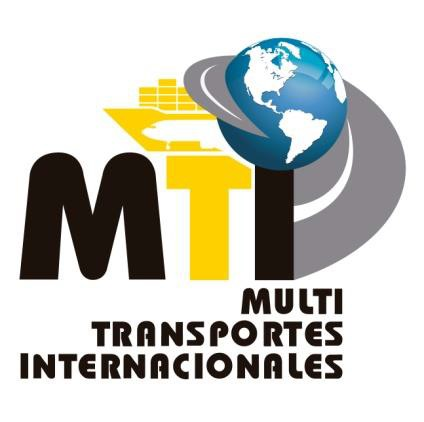 MTI
MULTI
TRANSPORTES
INTERNACIONALES